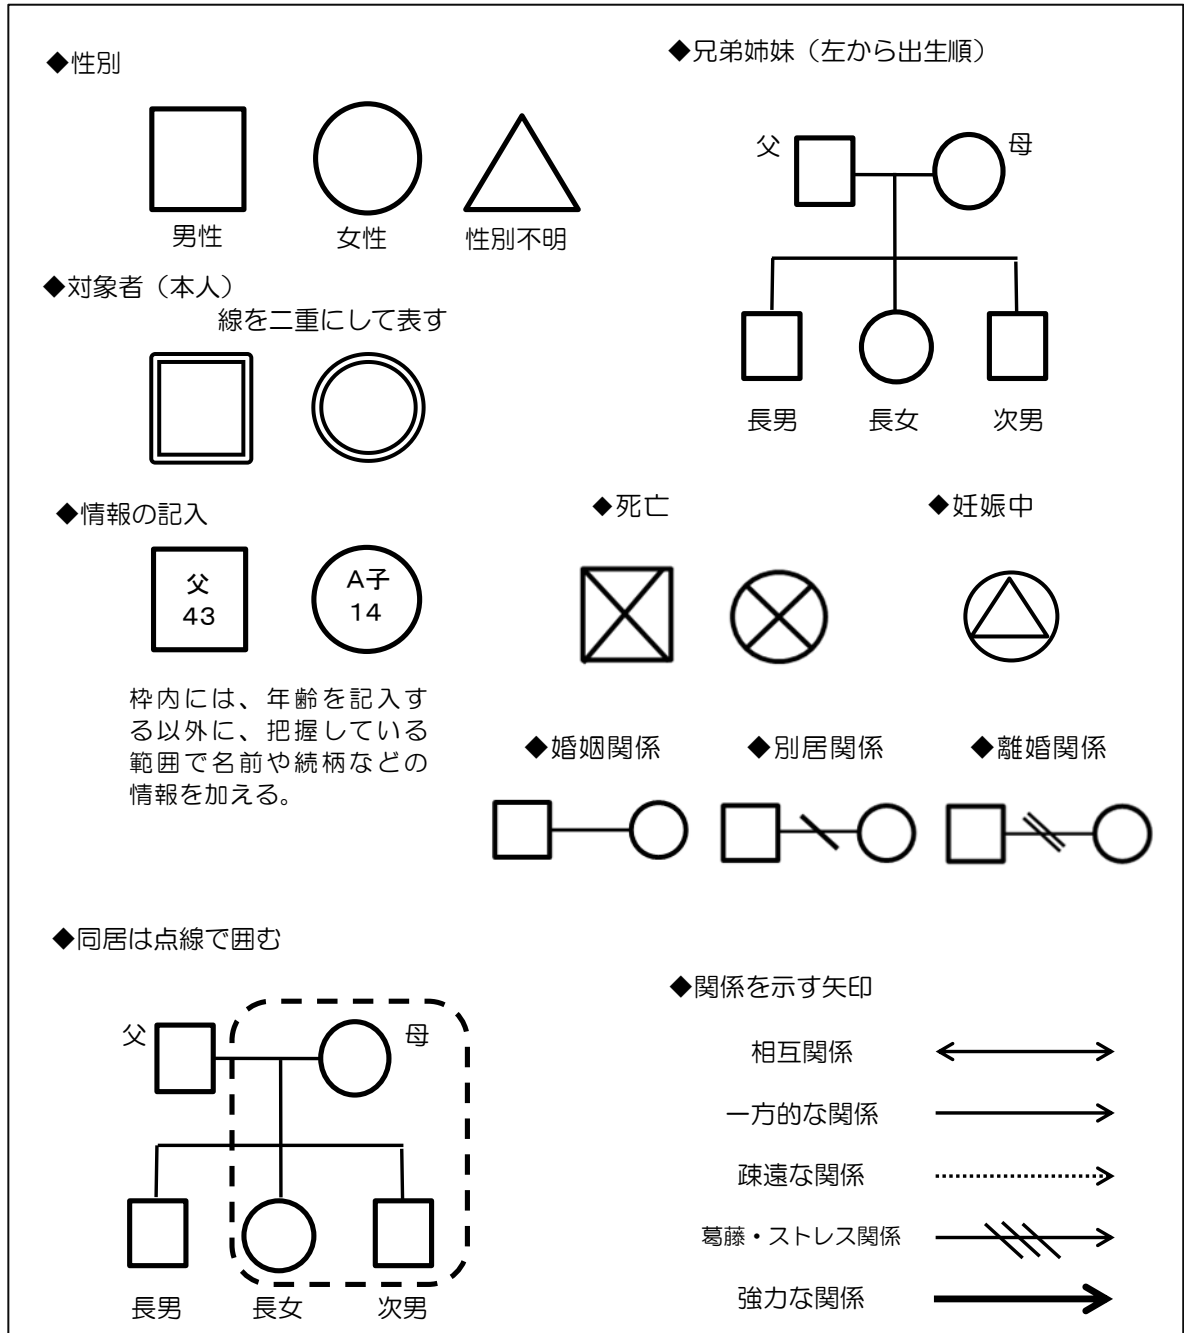 ◆性別
男性
女性
性別不明
◆対象者（本人）
線を二重にして表す
◆情報の記入
父
43
A子
14
枠内には、年齢を記入す
る以外に、把握している
範囲で名前や続柄などの
情報を加える。
◆兄弟姉妹（左から出生順）
父
母
長男
長女
次男
◆死亡
◆妊娠中
◆婚姻関係
◆別居関係
◆離婚関係
◆同居は点線で囲む
父
母
長男
長女
次男
◆関係を示す矢印
相互関係
一方的な関係
疎遠な関係
葛藤・ストレス関係
強力な関係